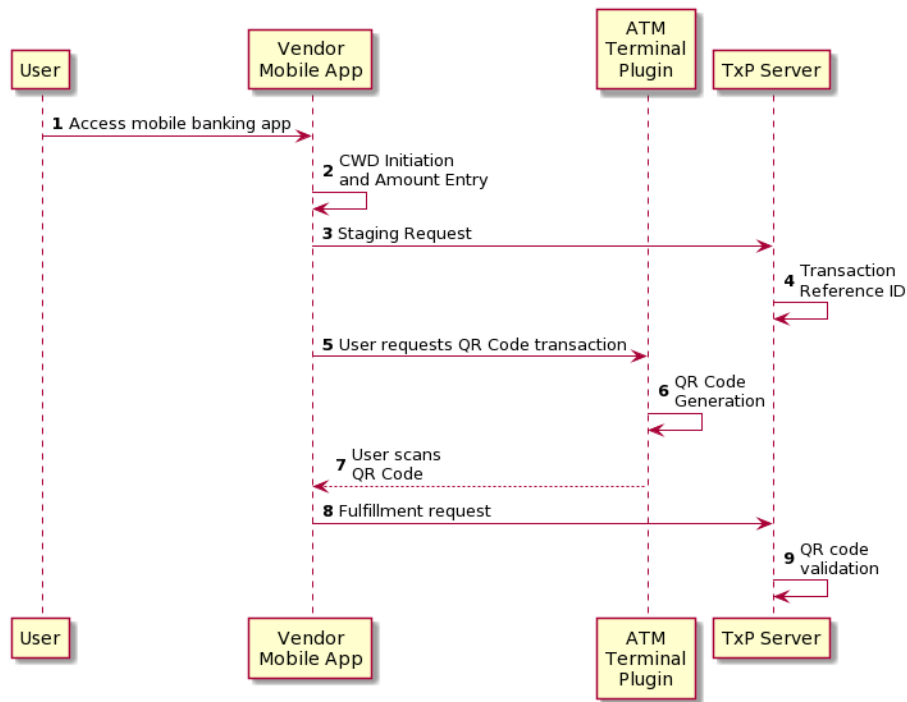 User
Vendor
Mobile App
ATM
Terminal
Plugin
TxP Server
1 Access mobile banking app
2 CWD Initiation
and Amount Entry
3 Staging Request
4 Transaction
Reference ID
5 User requests QR Code transaction
6 QR Code
Generation
7 User scans
QR Code
8 Fulfillment request
9 QR code
validation
User
Vendor
Mobile App
ATM
Terminal
Plugin
TxP Server